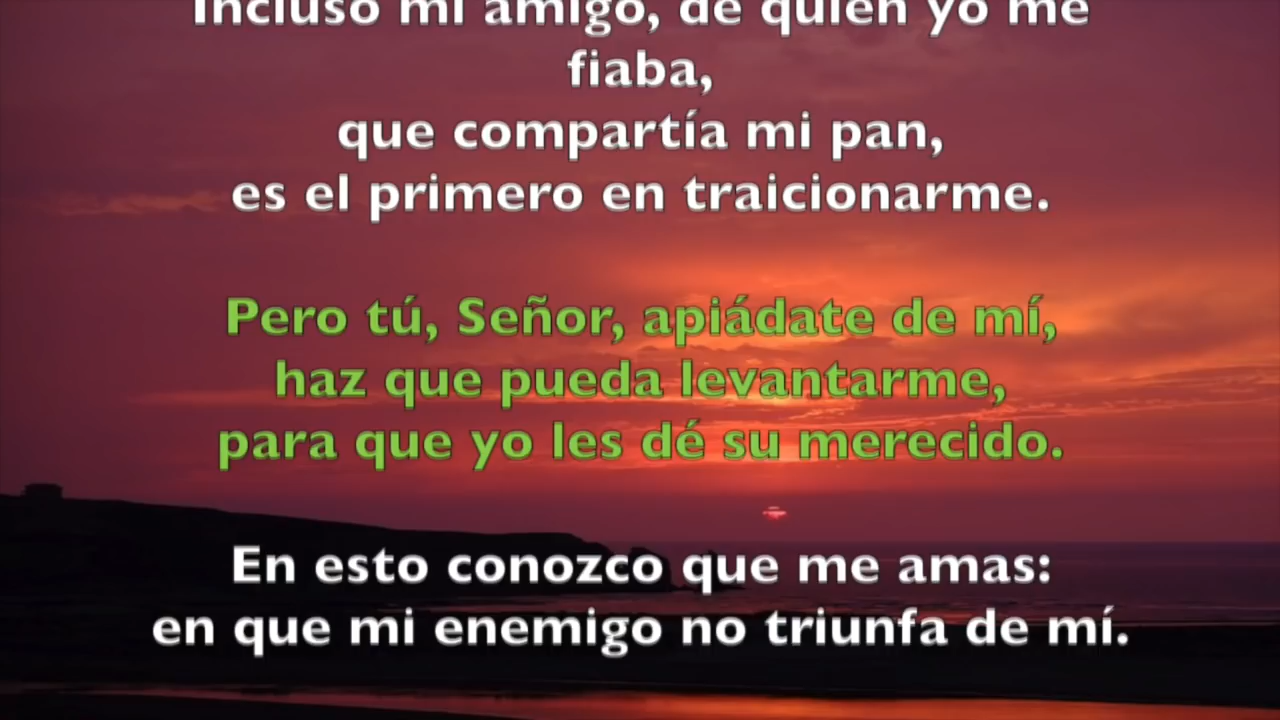 Incluso mi amigo, de quien yo me
fiaba,
que compartía mi pan,
es el primero en traicionarme.
Pero tú, Señor, apiádate de mí,
haz que pueda levantarme,
para que yo les dé su merecido.
En esto conozco que me amas:
en que mi enemigo no triunfa de mí.